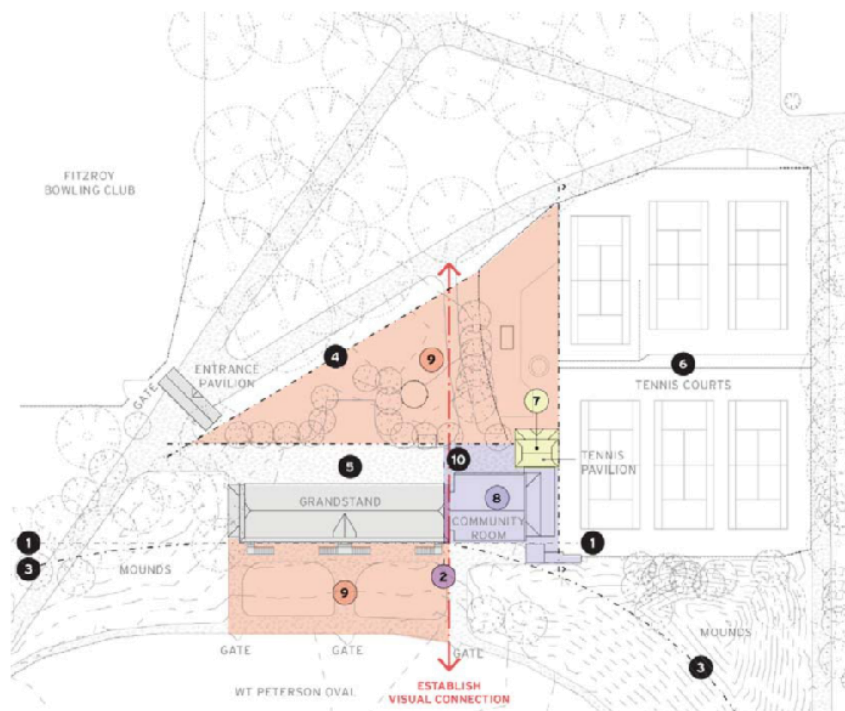 FITZROY
BOWLING CLUB
4
9
6
ENTRANCE
PAVILION
GATE
TENNIS COURTS
7
5
10
TENNIS
PAVILION
GRANDSTAND
8
COMMUNITY
ROOM
1
1
3
MOUNDS
2
9
MOUNDS
3
GATE
GATE
GATE
WT PETERSON OVAL
ESTABLISH
VISUAL CONNECTION